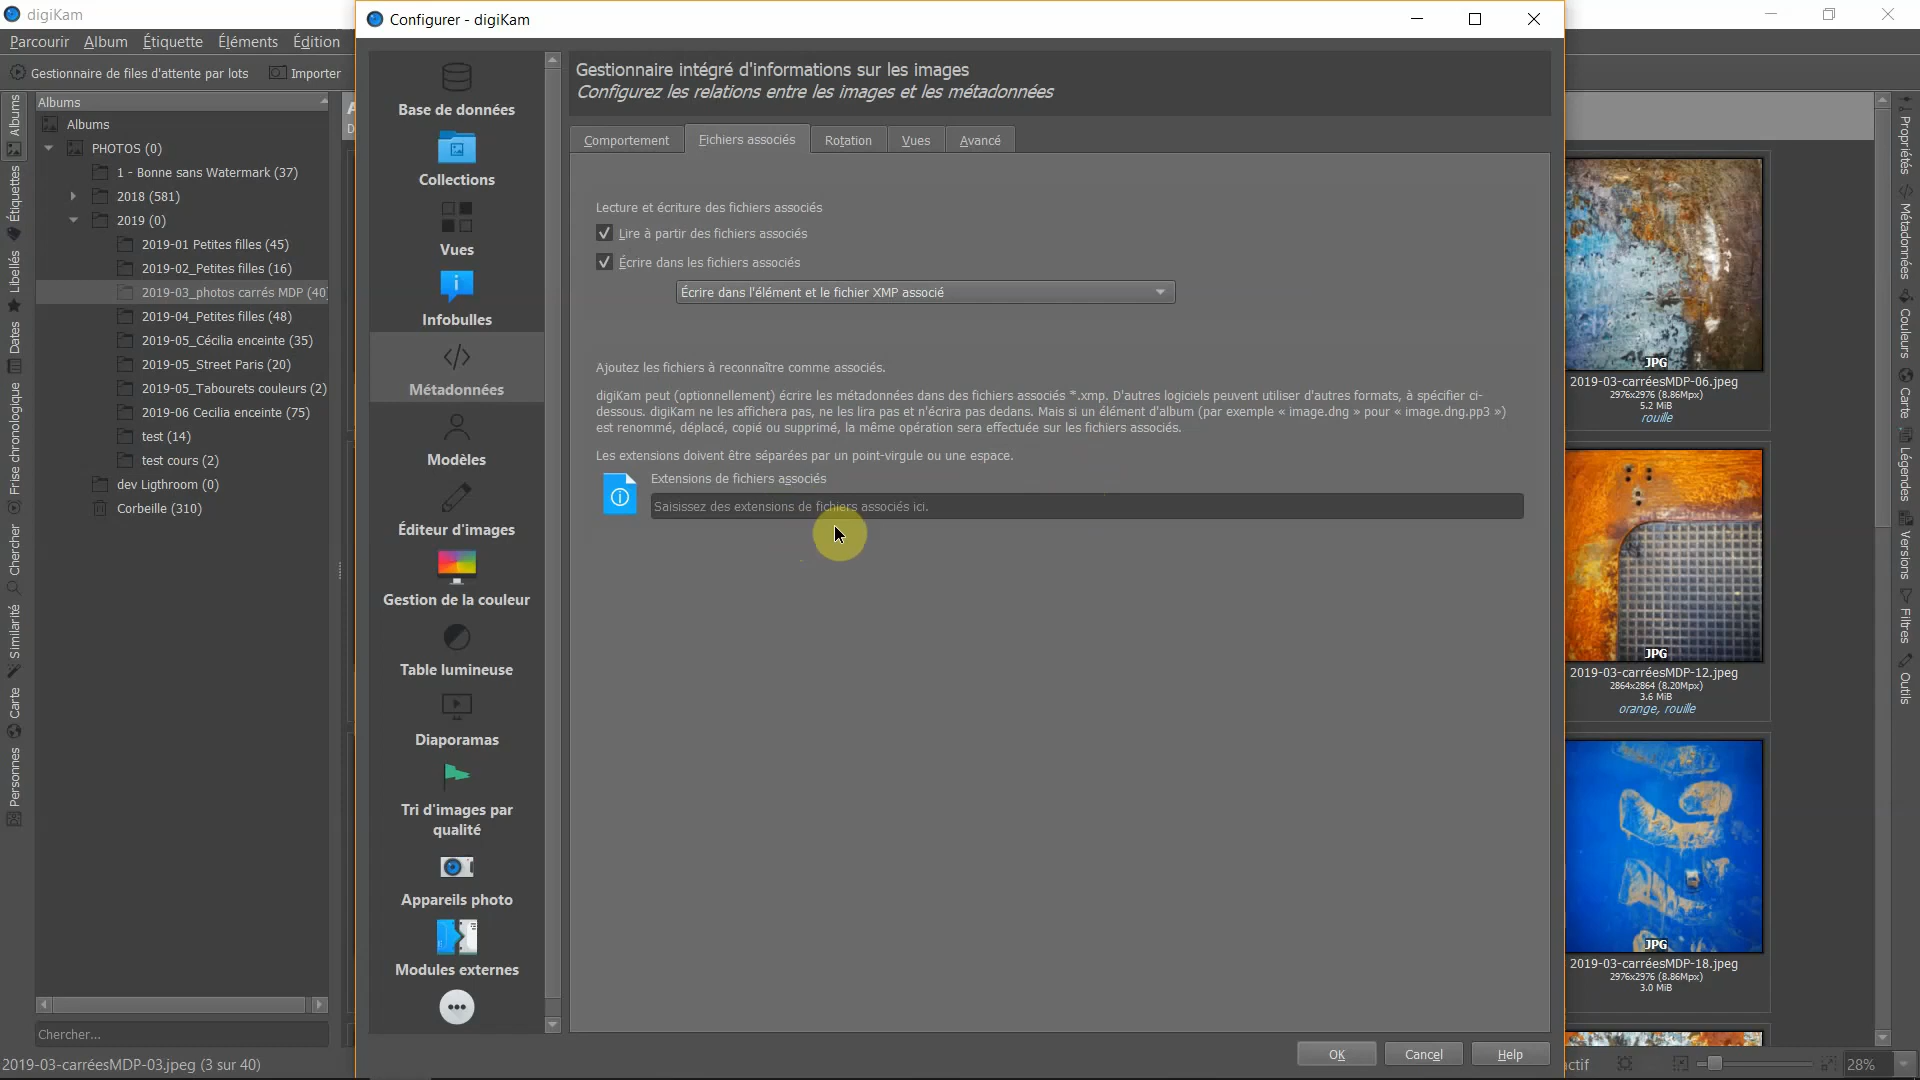 digiKam
Configurer - digiKam
Parcourir Album Étiquette Éléments Édition
Gestionnaire de files d'attente par lots Importer
Albums
Albums
PHOTOS (0)
1 - Bonne sans Watermark (37)
2018 (581)
2019 (0)
2019-01 Petites filles (45)
2019-02_Petites filles (16)
2019-03_photos carrés MDP (40)
2019-04_Petites filles (48)
2019-05_Cécilia enceinte (35)
2019-05_Street Paris (20)
2019-05_Tabourets couleurs (2)
2019-06 Cecilia enceinte (75)
test (14)
test cours (2)
dev Ligthroom (0)
Corbeille (310)
Chercher...
2019-03-carréesMDP-03.jpeg (3 sur 40)
Albums
Étiquettes
Libellés
Dates
Frise chronologique
Chercher
Similarité
Carte
Personnes
Base de données
Collections
Vues
Infobulles
Métadonnées
Modèles
Éditeur d'images
Gestion de la couleur
Table lumineuse
Diaporamas
Tri d'images par
qualité
Appareils photo
Modules externes
Gestionnaire intégré d'informations sur les images
Configurez les relations entre les images et les métadonnées
Comportement Fichiers associés Rotation Vues Avancé
Lecture et écriture des fichiers associés
Lire à partir des fichiers associés
Écrire dans les fichiers associés
Écrire dans l'élément et le fichier XMP associé
Ajoutez les fichiers à reconnaître comme associés.
digiKam peut (optionnellement) écrire les métadonnées dans des fichiers associés *.xmp. D'autres logiciels peuvent utiliser d'autres formats, à spécifier ci-
dessous. digiKam ne les affichera pas, ne les lira pas et n'écrira pas dedans. Mais si un élément d'album (par exemple « image.dng » pour « image.dng.pp3 »)
est renommé, déplacé, copié ou supprimé, la même opération sera effectuée sur les fichiers associés.
Les extensions doivent être séparées par un point-virgule ou une espace.
Extensions de fichiers associés
Saisissez des extensions de fichiers associés ici.
OK Cancel Help
JPG
2019-03-carréesMDP-06.jpeg
2976x2976 (8.86Mpx)
5.2 MiB
rouille
JPG
2019-03-carréesMDP-12.jpeg
2864x2864 (8.20Mpx)
3.6 MiB
orange, rouille
JPG
2019-03-carréesMDP-18.jpeg
2976x2976 (8.86Mpx)
3.0 MiB
ctif
28%
Propriétés
Métadonnées
Couleurs
Carte
Légendes
Versions
Filtres
Outils